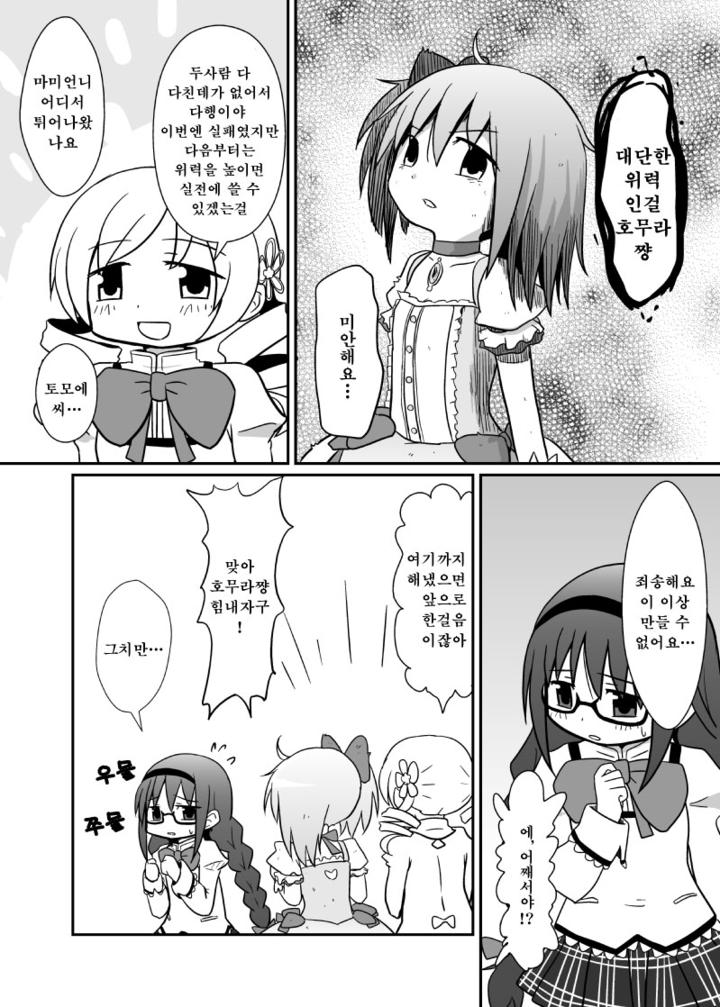 대단한
위력
인걸
호무라
쨩
미안해요…
두사람 다
다친데가 없어서
다행이야
이번엔 실패였지만
다음부터는
위력을 높이면
실전에 쓸 수
있겠는걸
마미언니
어디서
튀어나왔
나요
토모에
씨…
죄송해요
이 이상
만들 수
없어요…
에, 어째서야!?
여기까지
해냈으면
앞으로
한걸음
이잖아
맞아
호무라쨩
힘내자구
!
그치만…
우물
쭈물